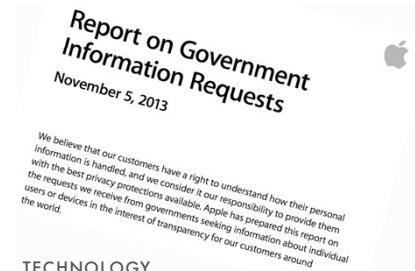 Report on Government
Information Requests
November 5, 2013
We believe that our customers have a right to understand how their personal
information is handled, and we consider it our responsibility to provide them
with the best privacy protections available. Apple has prepared this report on
the requests we receive from governments seeking information about individual
users or devices in the interest of transparency for our customers around
the world.
TECHNOLOGY